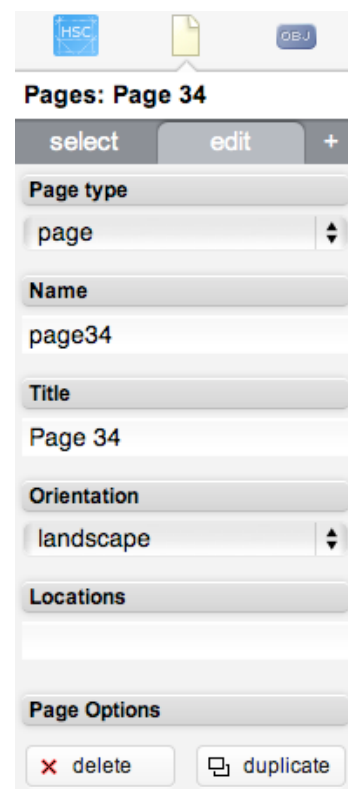 HSC OBJ
Pages: Page 34
select edit +
Page type
page
Name
page34
Title
Page 34
Orientation
landscape
Locations
Page Options
delete duplicate